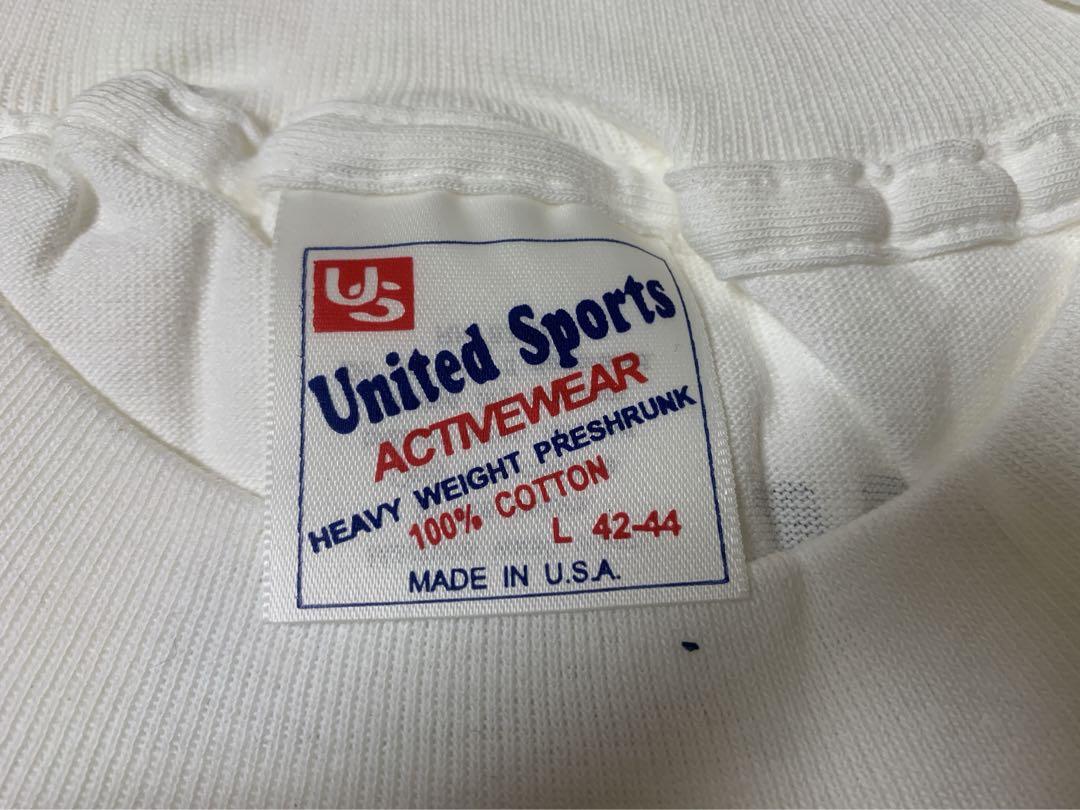 US
United Sports
ACTIVEWEAR
HEAVY WEIGHT PRESHRUNK
100% COTTON
L 42-44
MADE IN U.S.A.